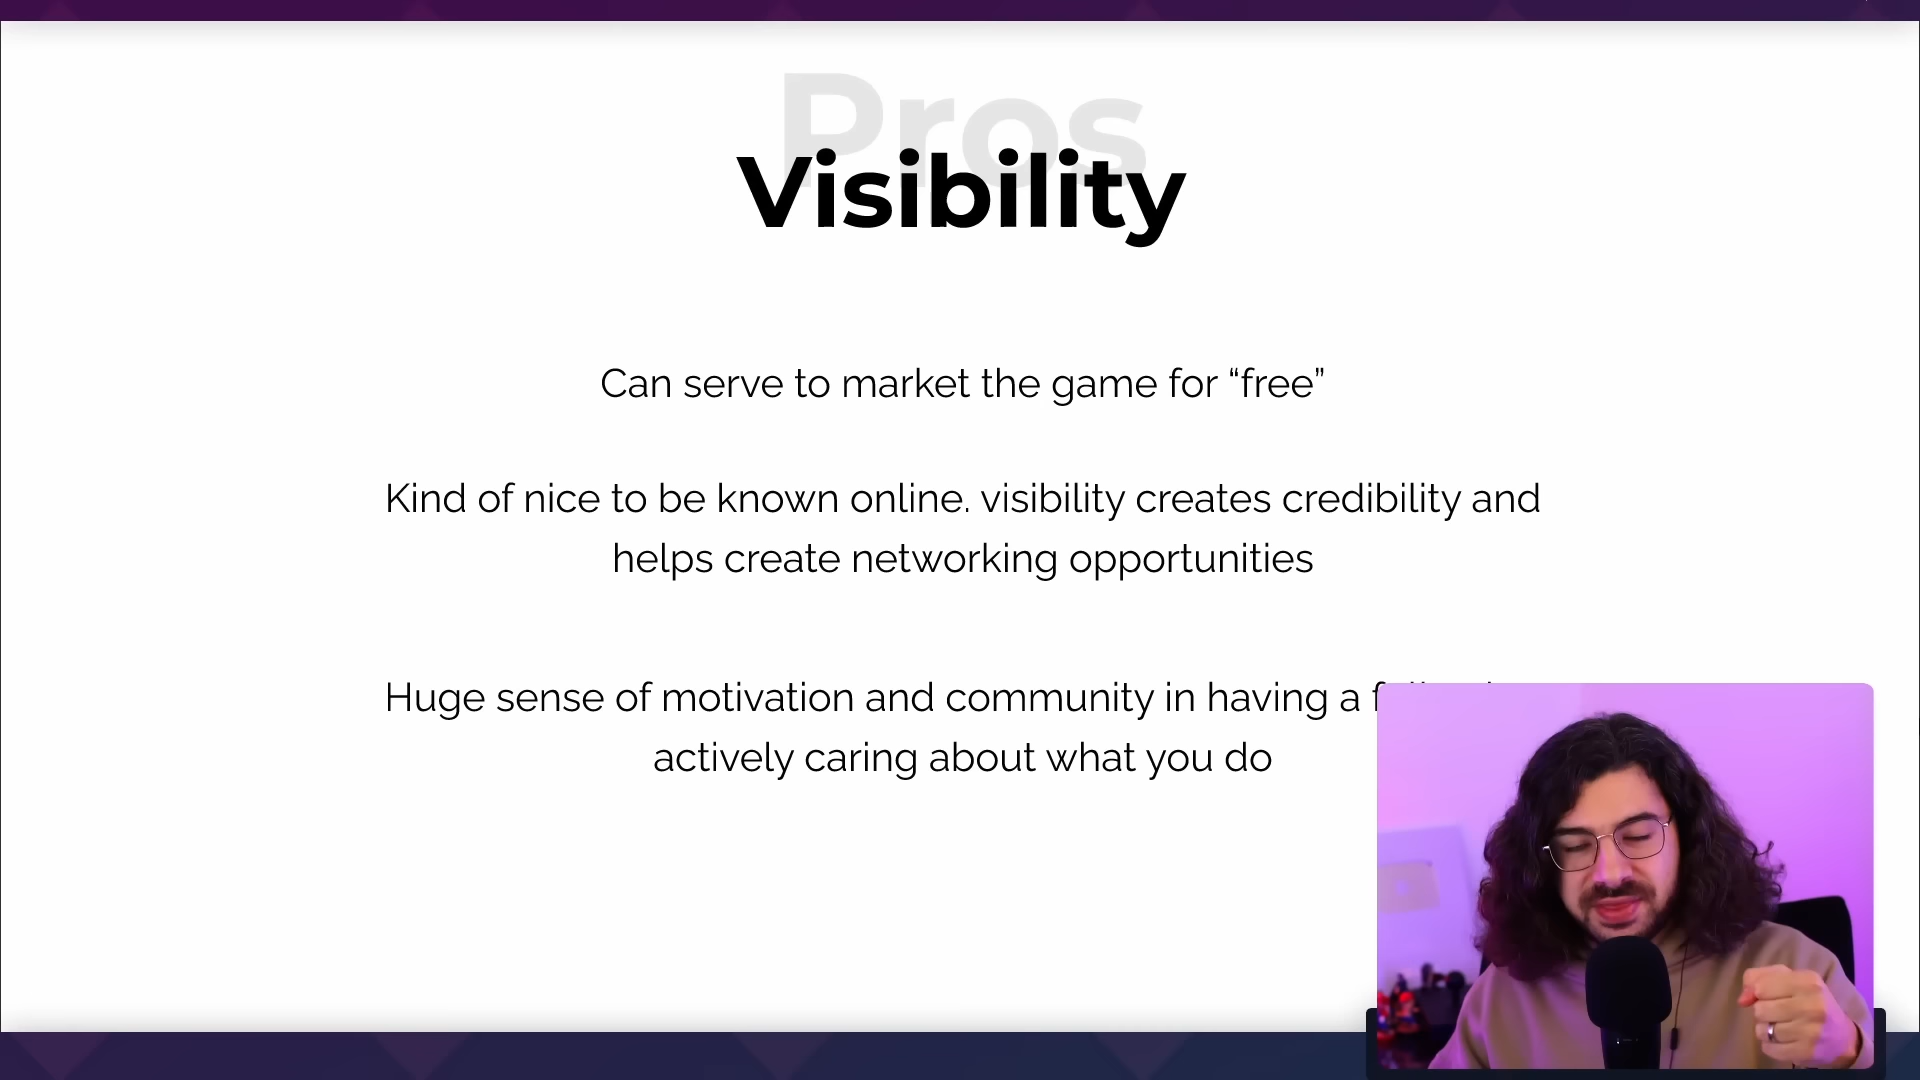 Pros
Visibility
Can serve to market the game for “free”
Kind of nice to be known online. visibility creates credibility and
helps create networking opportunities
Huge sense of motivation and community in having a
actively caring about what you do